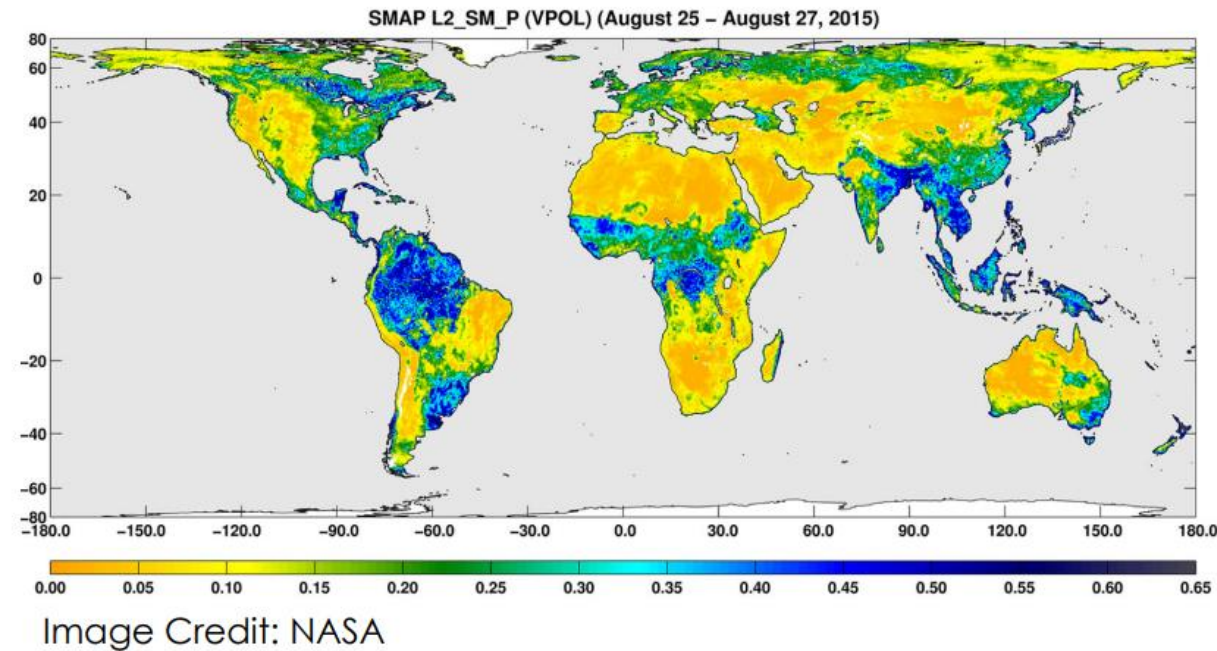 SMAP L2_SM_P (VPOL) (August 25 − August 27, 2015)
80
60
40
20
0
−20
−40
−60
−80
−180.0 −150.0 −120.0 −90.0 −60.0 −30.0 0.0 30.0 60.0 90.0 120.0 150.0 180.0
0.00 0.05 0.10 0.15 0.20 0.25 0.30 0.35 0.40 0.45 0.50 0.55 0.60 0.65
Image Credit: NASA